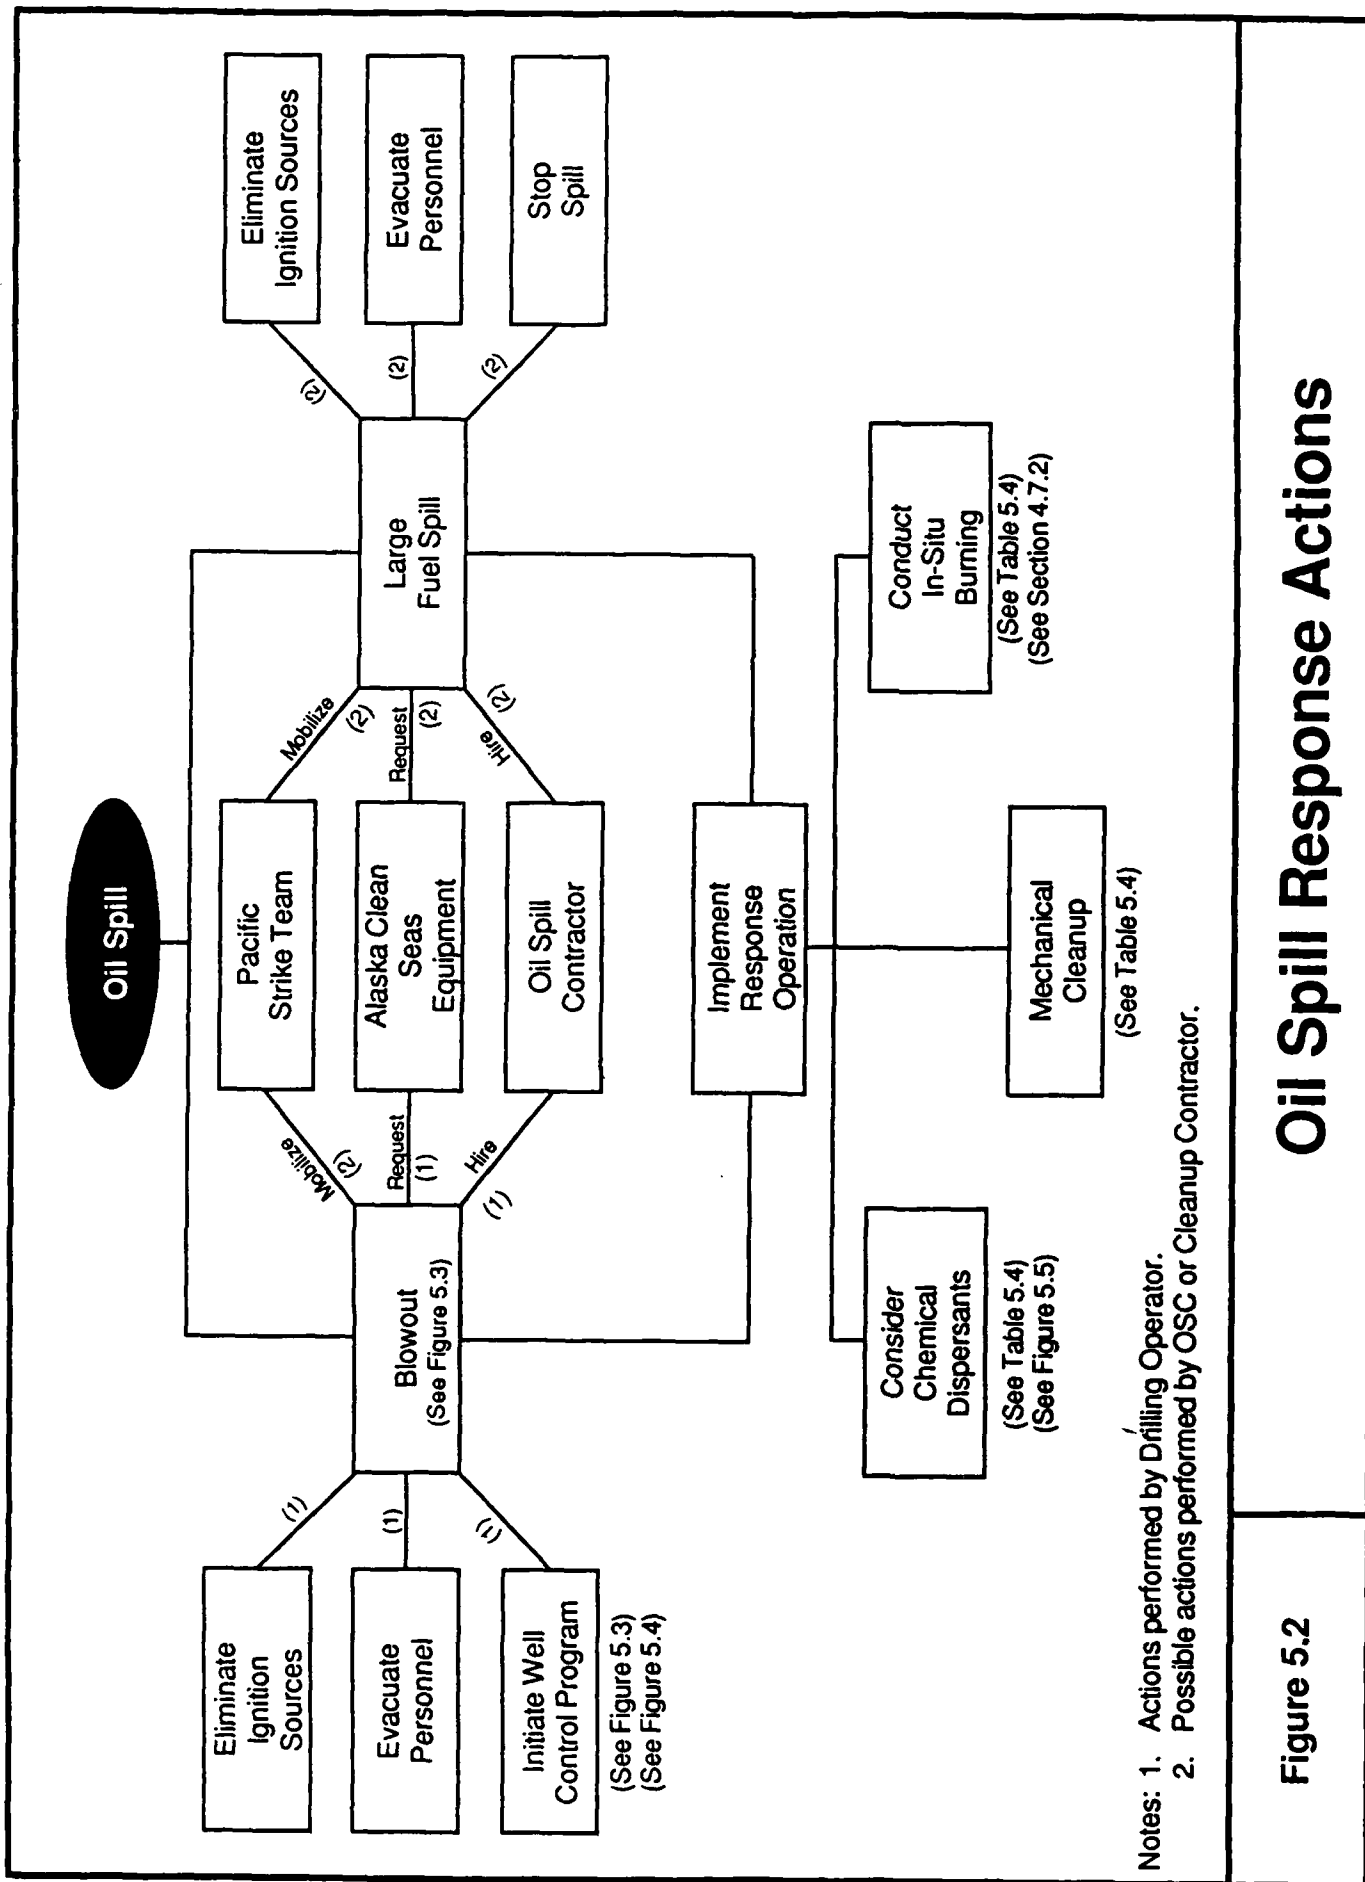 Oil Spill
Eliminate
Ignition
Sources
(1)
Evacuate
Personnel
(1)
Initiate Well
Control Program
(1)
(See Figure 5.3)
(See Figure 5.4)
Blowout
(See Figure 5.3)
Mobilize
(2)
Request
(1)
Hire
(1)
Pacific
Strike Team
Alaska Clean
Seas
Equipment
Oil Spill
Contractor
Mobilize
(2)
Request
(2)
Hire
(2)
Large
Fuel Spill
(2)
Eliminate
Ignition Sources
(2)
Evacuate
Personnel
(2)
Stop
Spill
Implement
Response
Operation
Consider
Chemical
Dispersants
(See Table 5.4)
(See Figure 5.5)
Mechanical
Cleanup
(See Table 5.4)
Conduct
In-Situ
Burning
(See Table 5.4)
(See Section 4.7.2)
Notes: 1. Actions performed by Drilling Operator.
2. Possible actions performed by OSC or Cleanup Contractor.
Figure 5.2
Oil Spill Response Actions